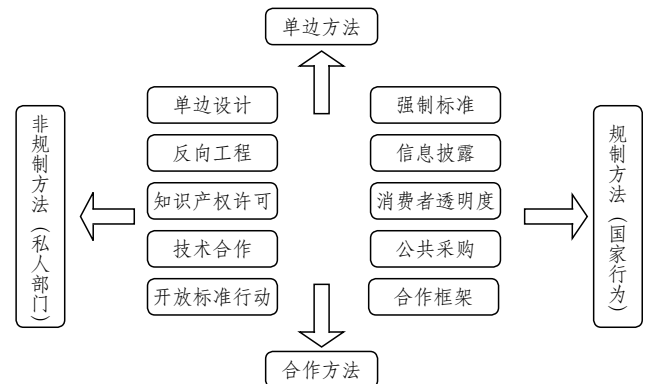 单边方法
非规制方法（私人部门）
单边设计
反向工程
知识产权许可
技术合作
开放标准行动
强制标准
信息披露
消费者透明度
公共采购
合作框架
规制方法（国家行为）
合作方法